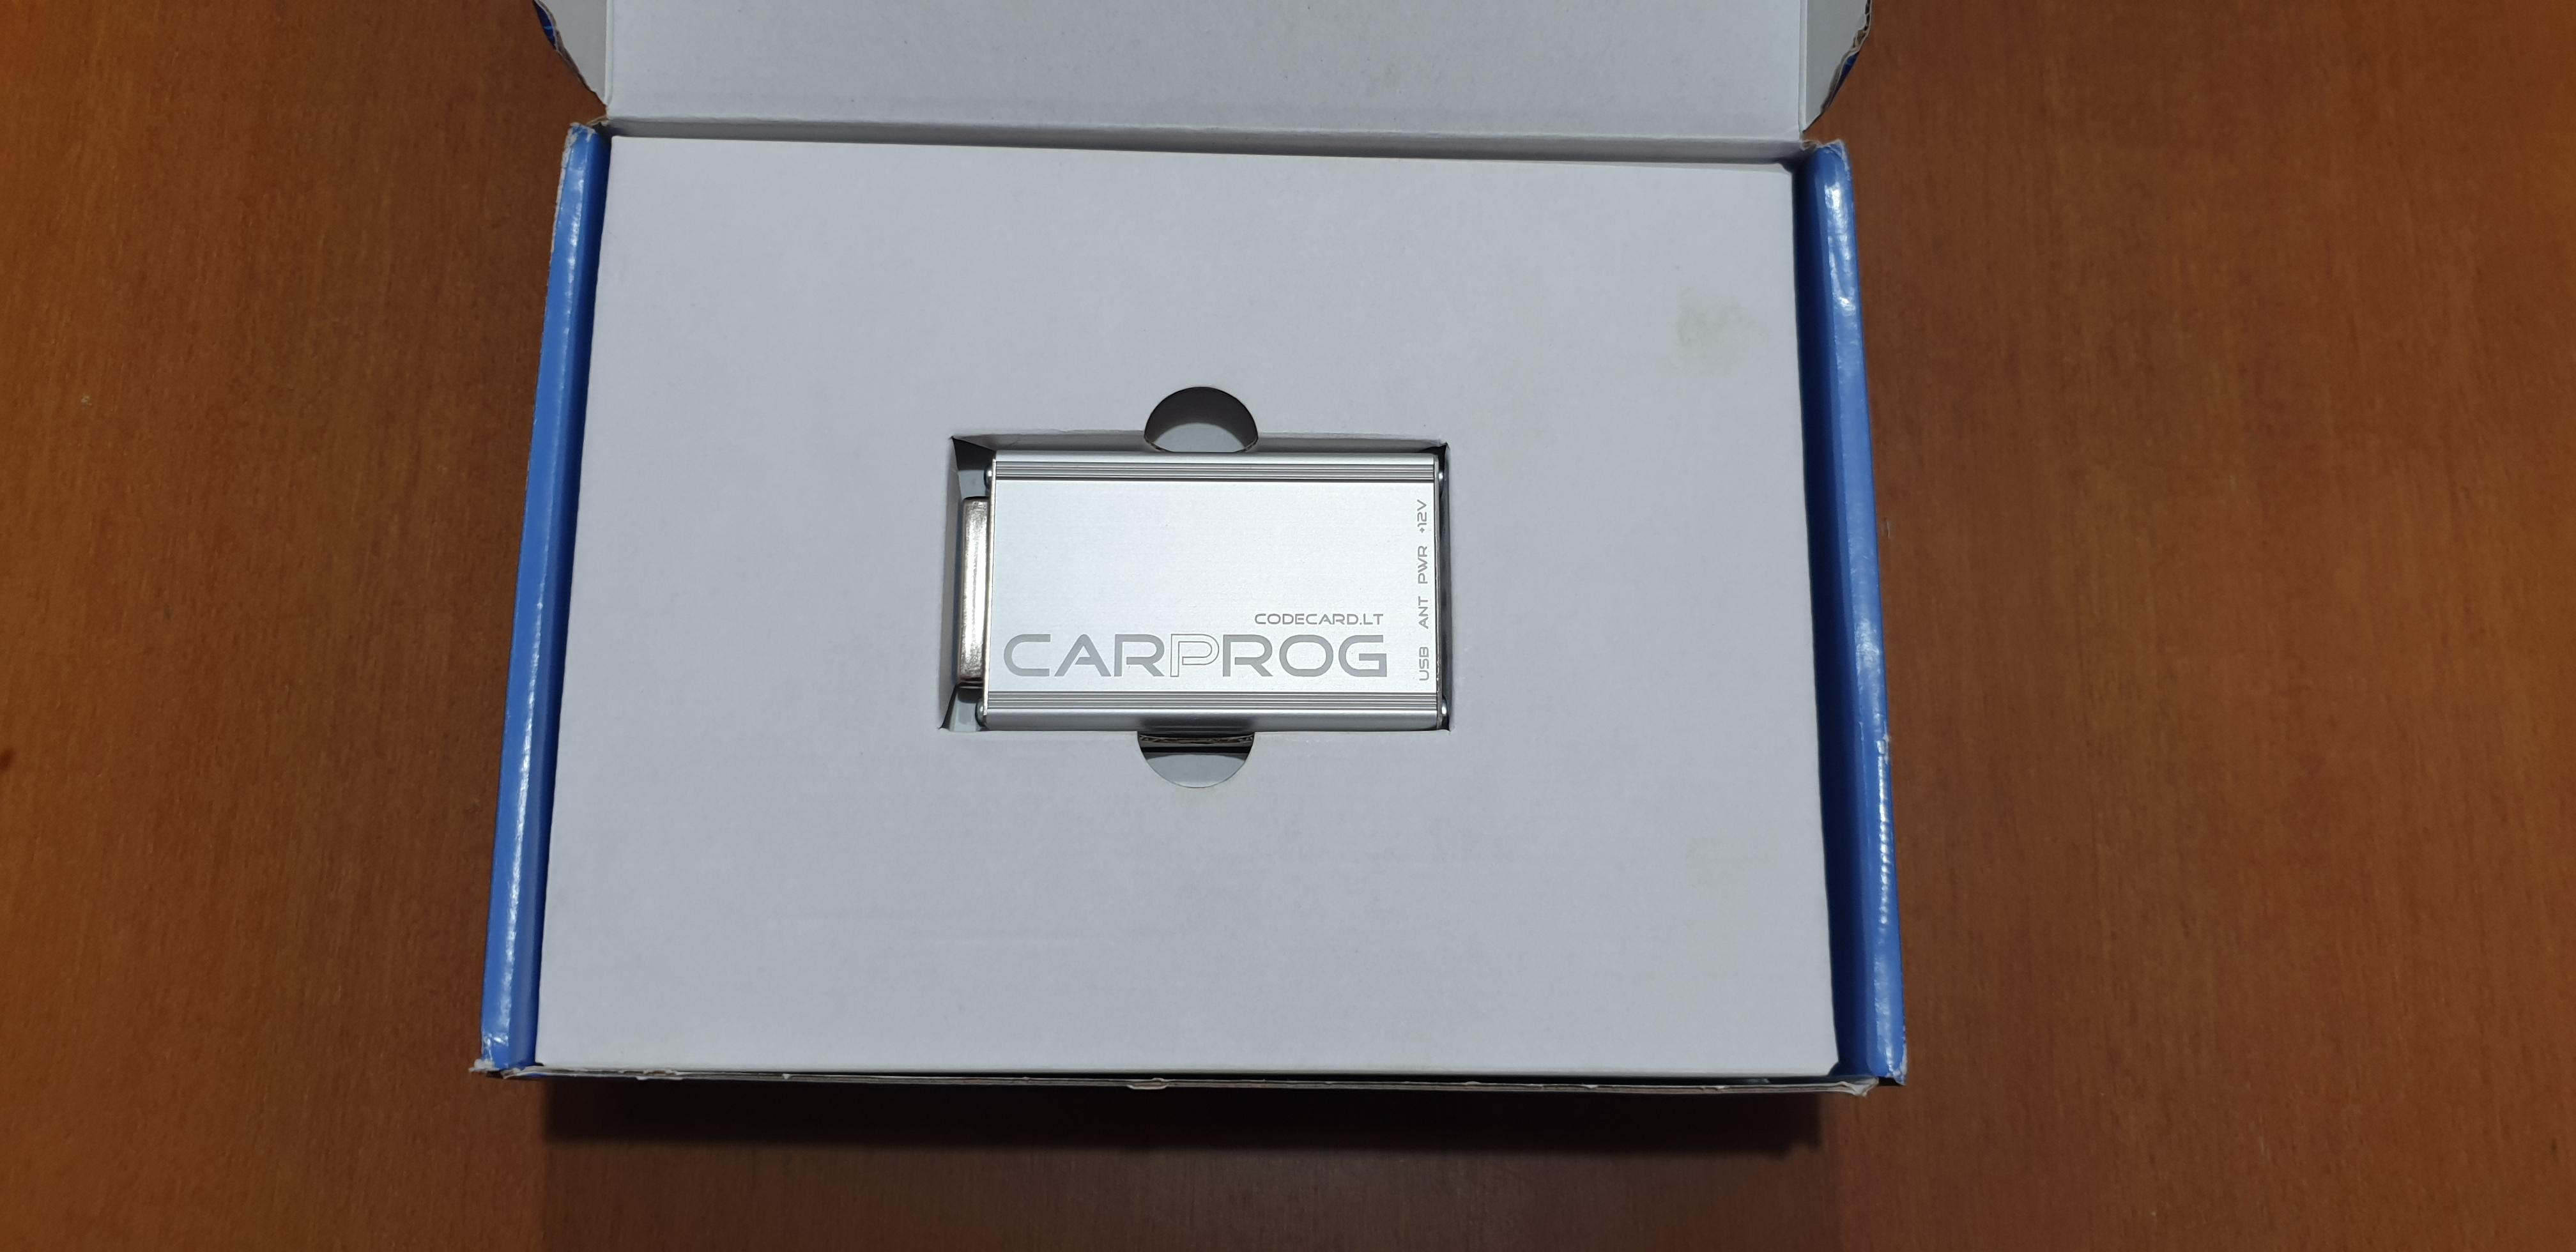 CODECARD.LT
CARPROG
USB ANT PWR +12V